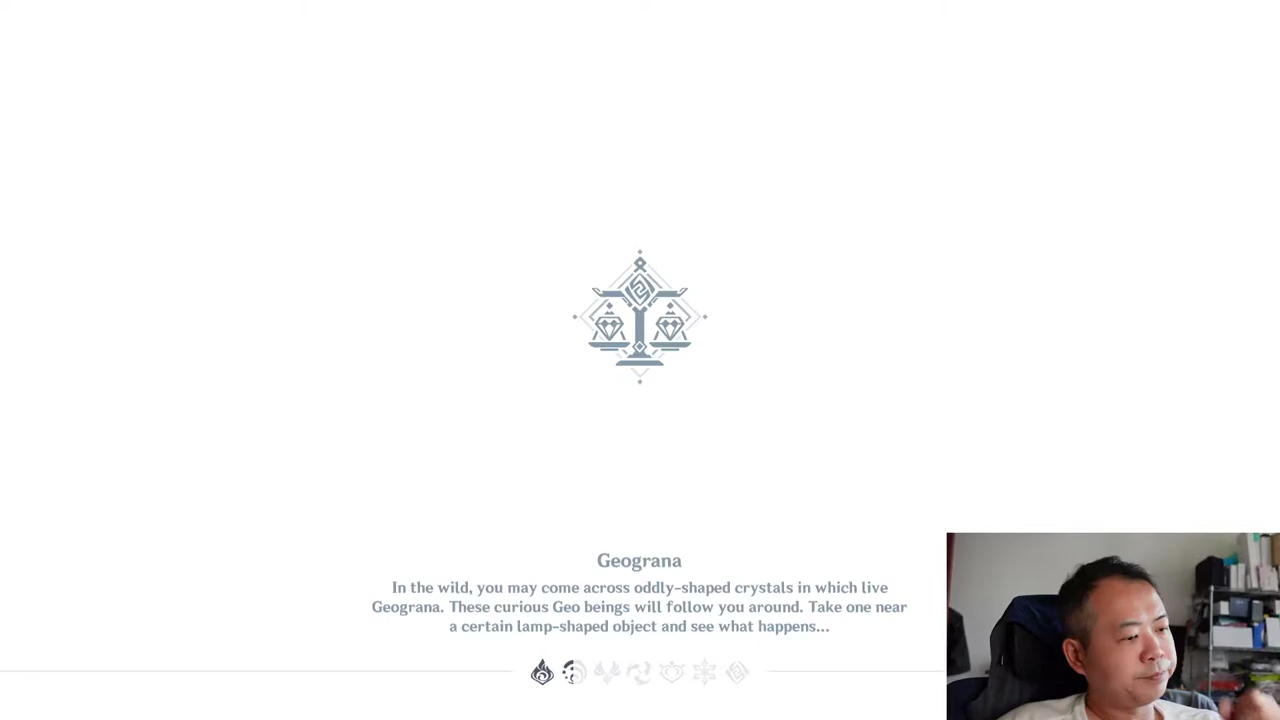 Geograna
In the wild, you may come across oddly-shaped crystals in which live
Geograna. These curious Geo beings will follow you around. Take one near
a certain lamp-shaped object and see what happens...